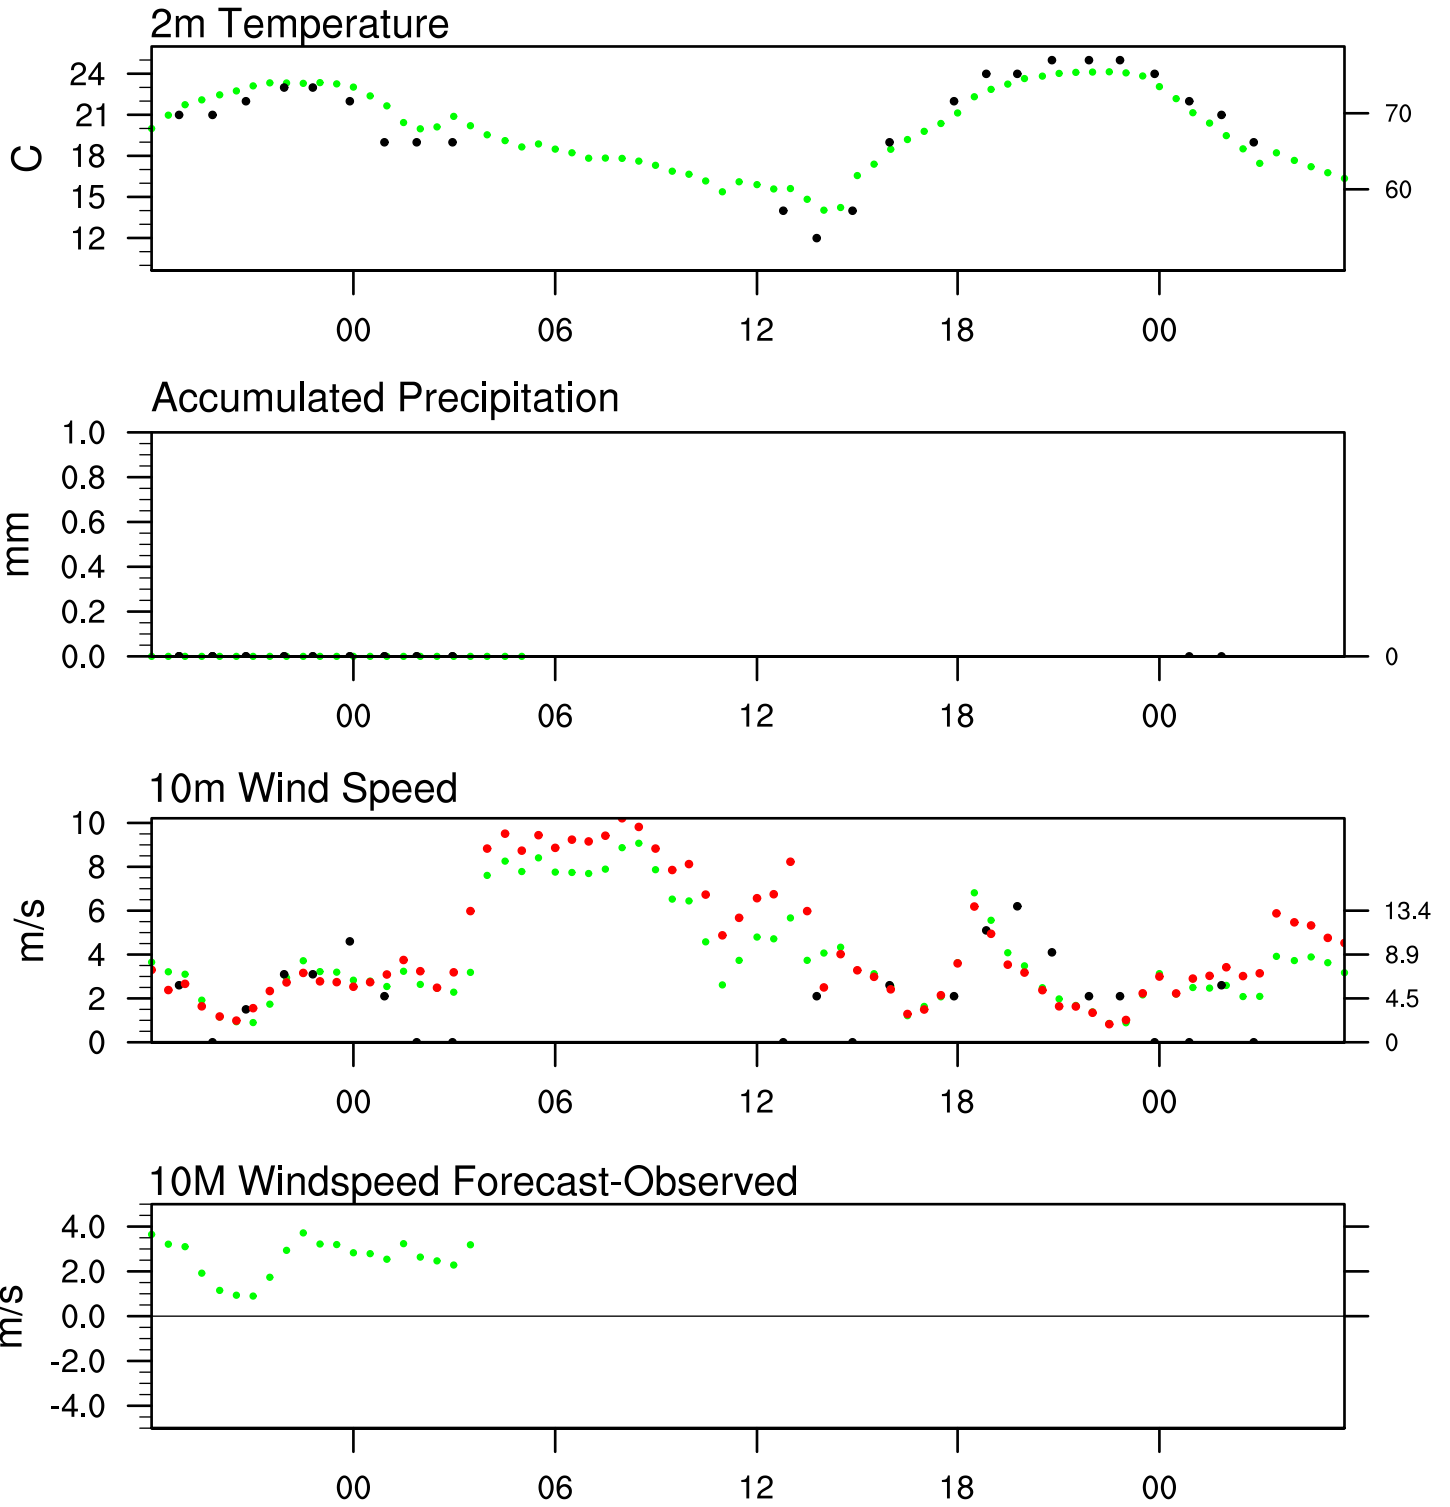 2m Temperature
24
21
18
15
12
C
70
60
00 06 12 18 00
Accumulated Precipitation
1.0
0.8
0.6
0.4
0.2
0.0
mm
0
00 06 12 18 00
10m Wind Speed
10
8
6
4
2
0
m/s
13.4
8.9
4.5
0
00 06 12 18 00
10M Windspeed Forecast-Observed
4.0
2.0
0.0
-2.0
-4.0
m/s
00 06 12 18 00